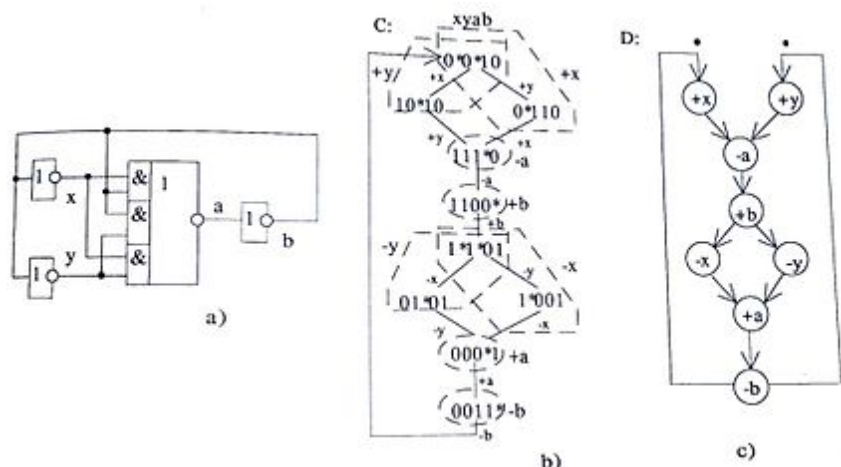 C:
xyab
0*0*10
+y
+x
+x
+y
10*10
0*110
+y
+x
111*0
-a
-a
1100*
+b
+b
1*1*01
-y
-x
-x
-y
01*01
1*001
-y
-x
000*1
+a
+a
0011*
-b
-b
b)
1
x
&
1
&
a
1
b
y
&
1
a)
D:
+x
+y
-a
+b
-x
-y
+a
-b
c)